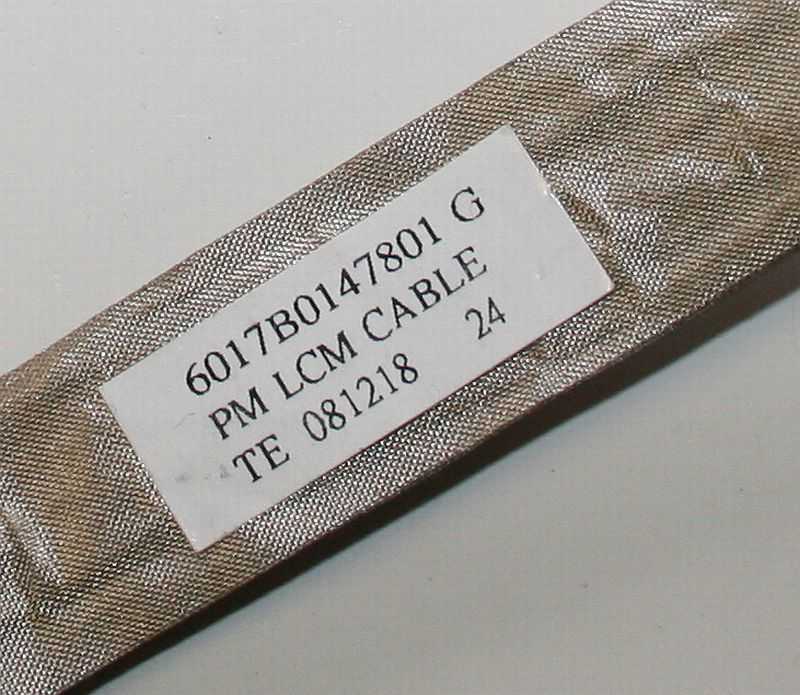 6017B0147801 G
PM LCM CABLE
TE 081218 24